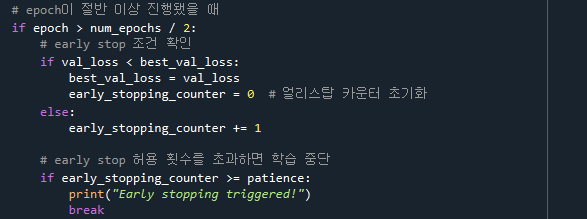 # epoch이 절반 이상 진행됐을 때
if epoch > num_epochs / 2:
# early stop 조건 확인
if val_loss < best_val_loss:
best_val_loss = val_loss
early_stopping_counter = 0  # 얼리스탑 카운터 초기화
else:
early_stopping_counter += 1
# early stop 허용 횟수를 초과하면 학습 중단
if early_stopping_counter >= patience:
print("Early stopping triggered!")
break